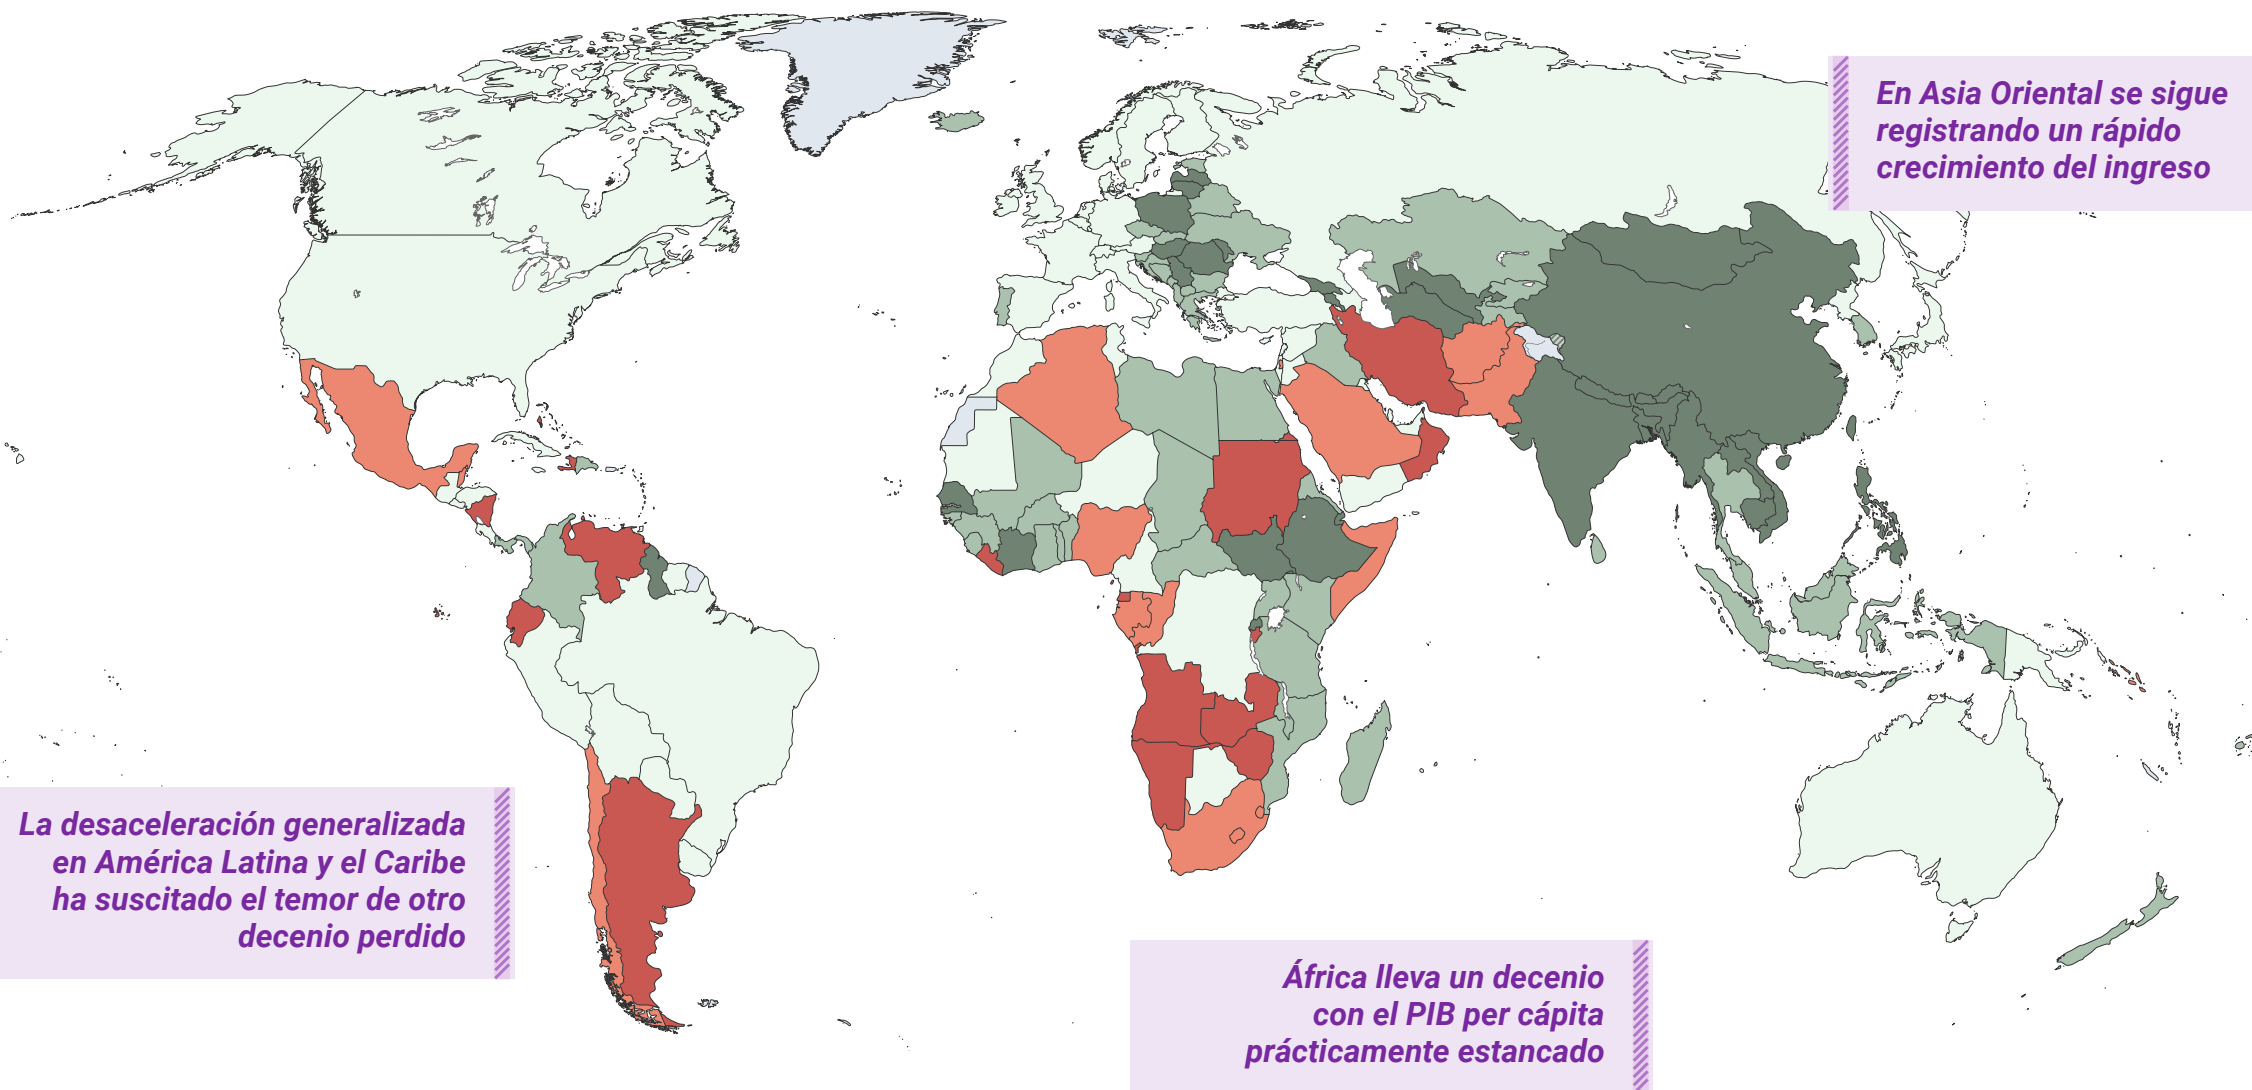 En Asia Oriental se sigue
registrando un rápido
crecimiento del ingreso
La desaceleración generalizada
en América Latina y el Caribe
ha suscitado el temor de otro
decenio perdido
África lleva un decenio
con el PIB per cápita
prácticamente estancado